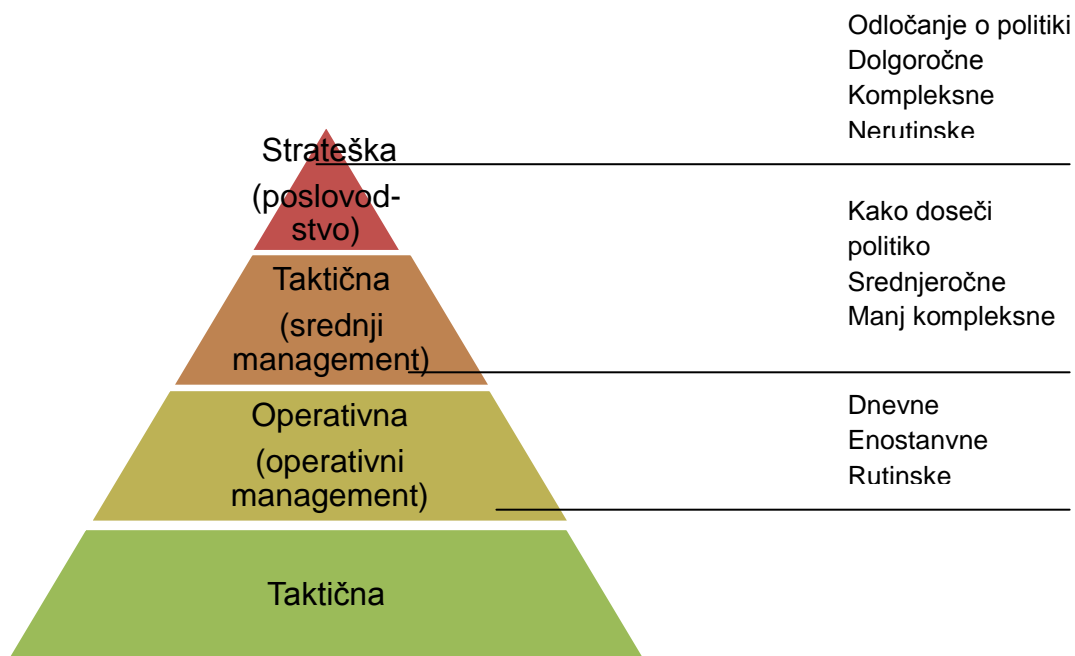 Odločanje o politiki
Dolgoročne
Kompleksne
Nerutinske
Strateška
(poslovod-
stvo)
Kako doseči
politiko
Srednjeročne
Manj kompleksne
Taktična
(srednji
management)
Dnevne
Enostanvne
Rutinske
Operativna
(operativni
management)
Taktična